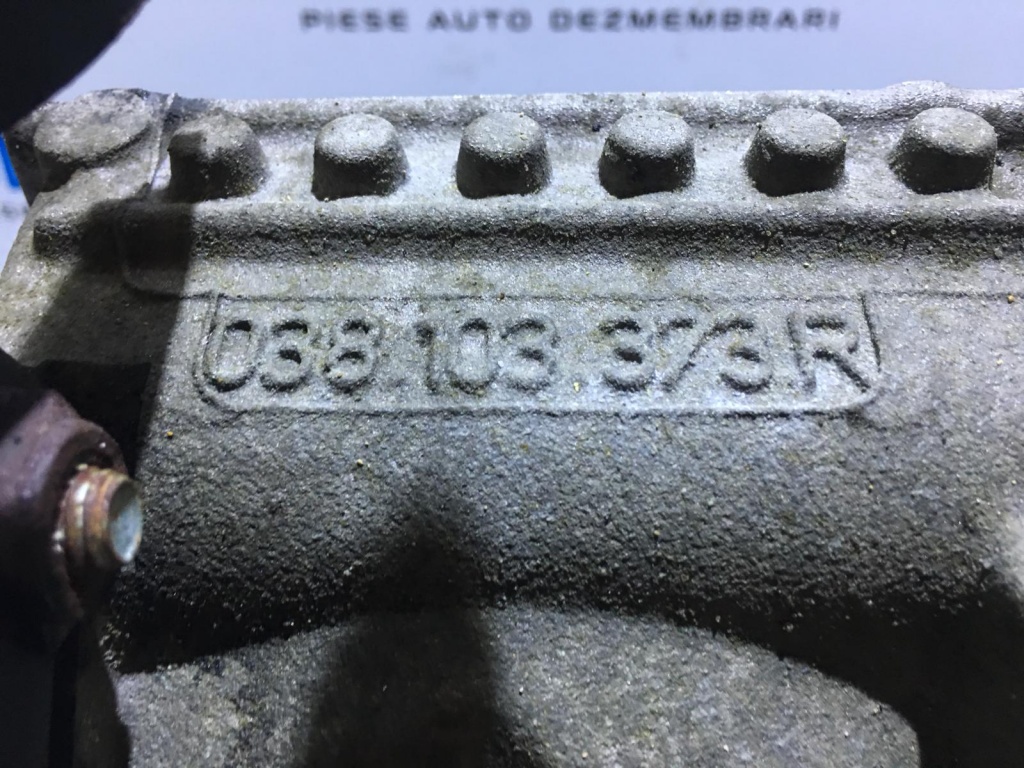 PIESE AUTO DEZMEMBRARI
038 103 373 R